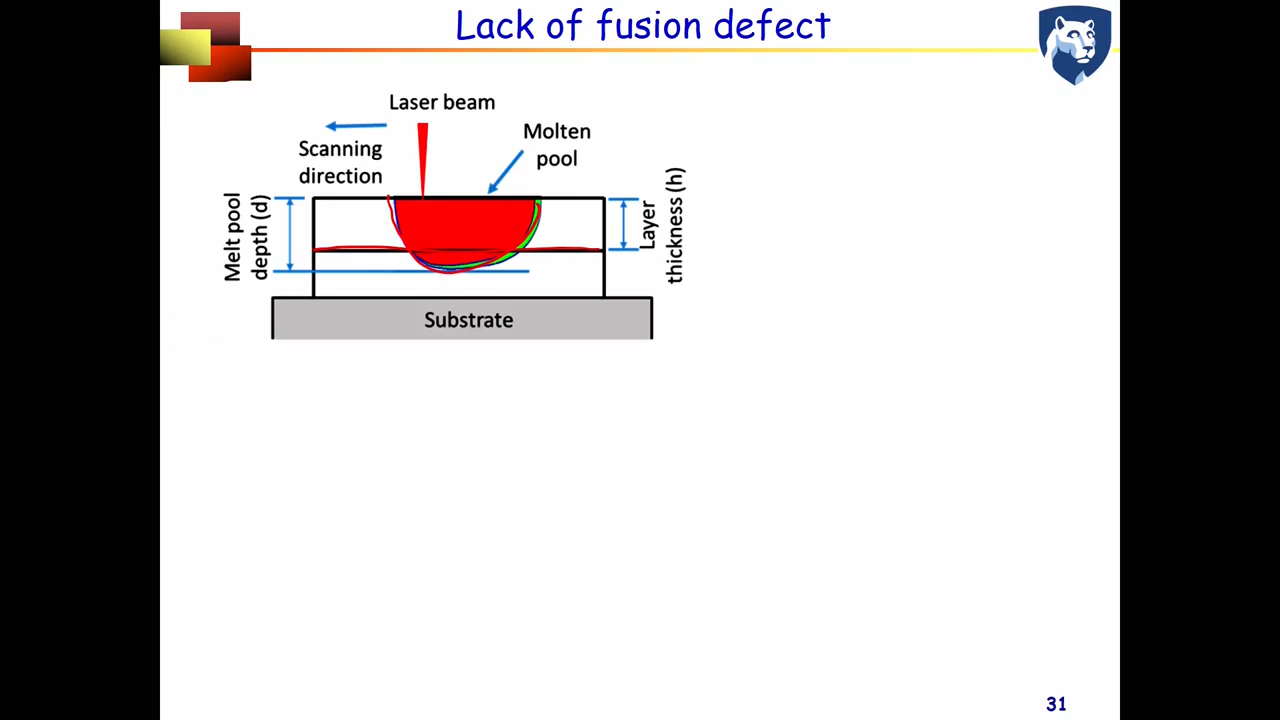 Lack of fusion defect
Laser beam
Scanning
direction
Molten
pool
Melt pool
depth (d)
Layer
thickness (h)
Substrate
31